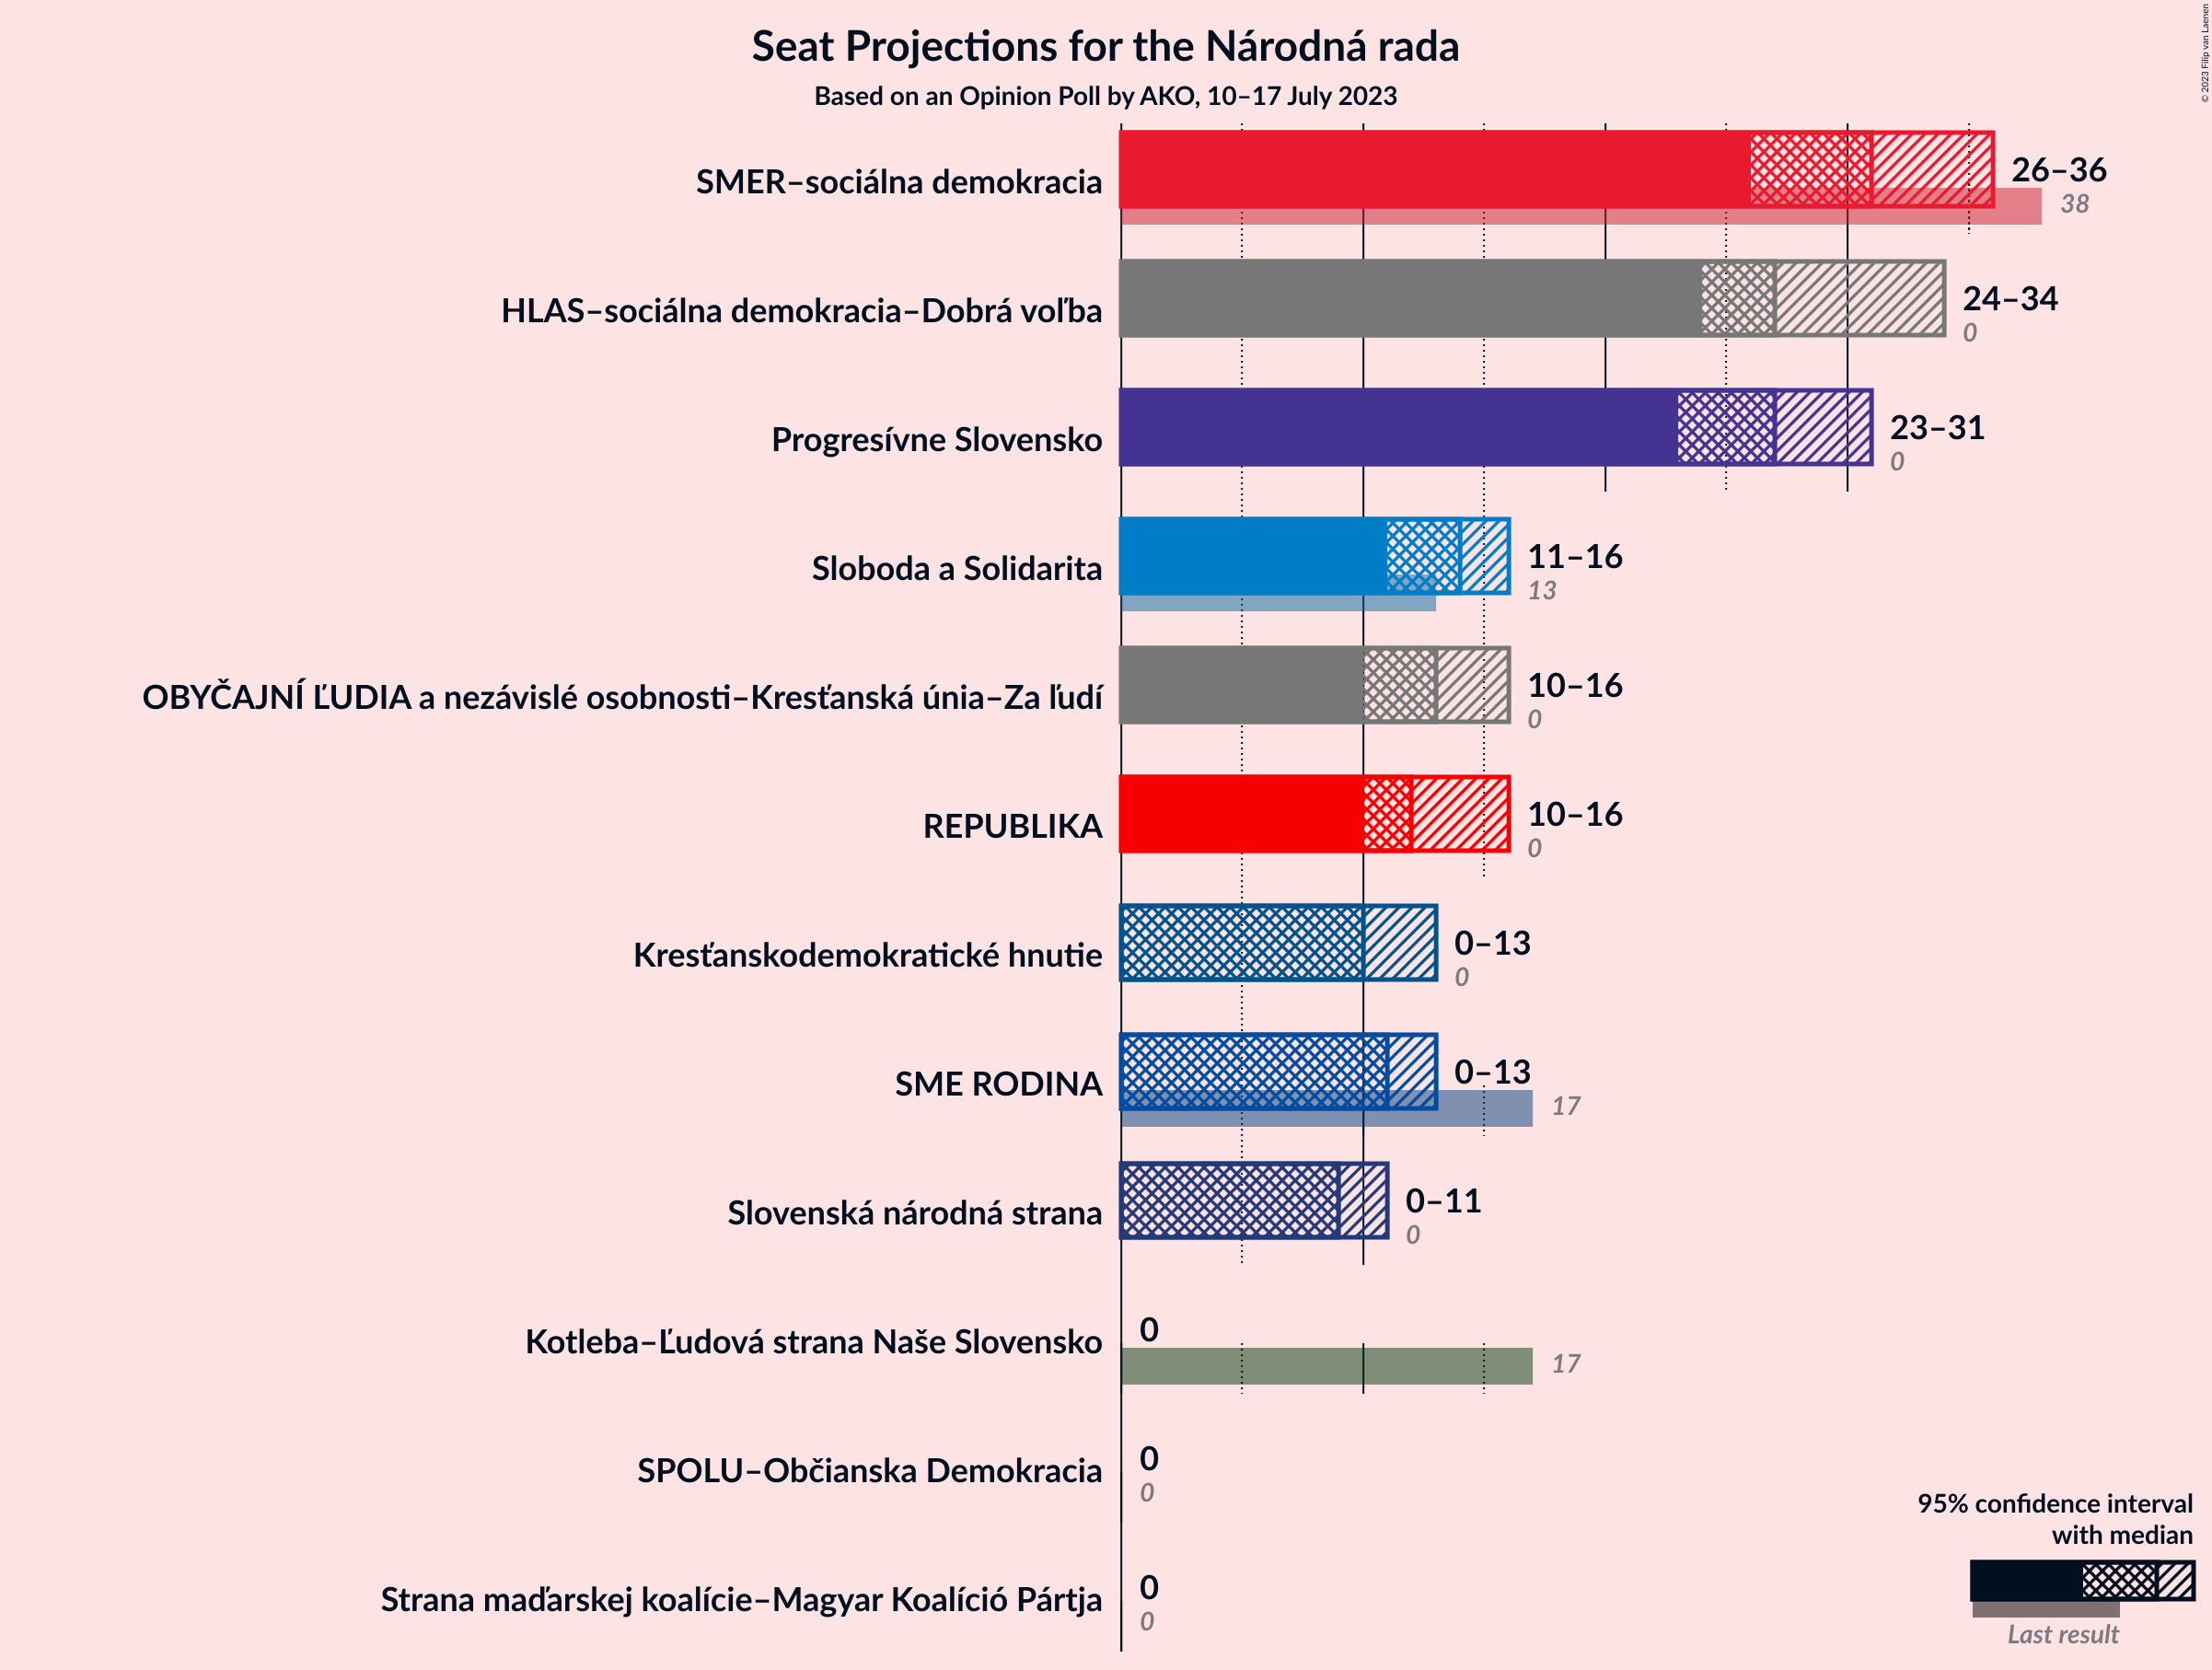 Seat Projections for the Národná rada
Based on an Opinion Poll by AKO, 10–17 July 2023
© 2023 Filip van Laenen
SMER–sociálna demokracia
26–36
38
HLAS–sociálna demokracia–Dobrá voľba
24–34
0
Progresívne Slovensko
23–31
0
Sloboda a Solidarita
11–16
13
OBYČAJNÍ ĽUDIA a nezávislé osobnosti–Kresťanská únia–Za ľudí
10–16
0
REPUBLIKA
10–16
0
Kresťanskodemokratické hnutie
0–13
0
SME RODINA
0–13
17
Slovenská národná strana
0–11
0
Kotleba–Ľudová strana Naše Slovensko
0
17
SPOLU–Občianska Demokracia
0
0
Strana maďarskej koalície–Magyar Koalíció Pártja
0
0
95% confidence interval
with median
Last result